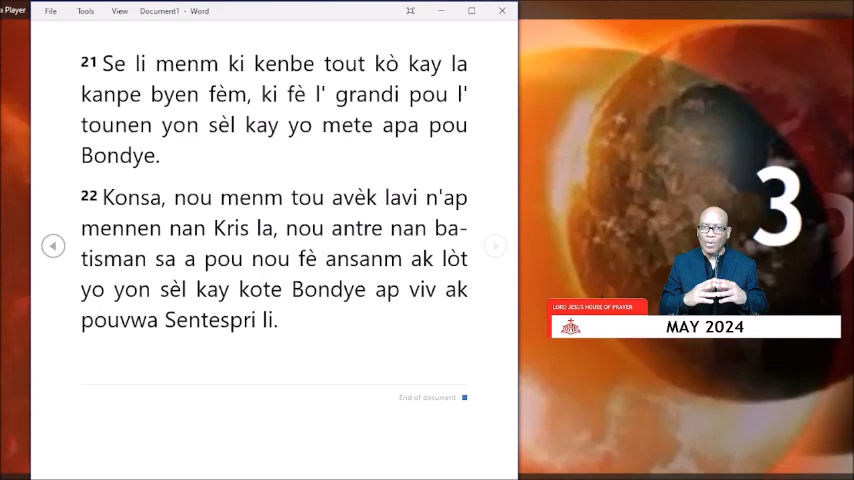 a Player
File Tools View Document1 - Word
21 Se li menm ki kenbe tout kò kay la
kanpe byen fèm, ki fè l' grandi pou l'
tounen yon sèl kay yo mete apa pou
Bondye.
22 Konsa, nou menm tou avèk lavi n'ap
mennen nan Kris la, nou antre nan ba-
tisman sa a pou nou fè ansanm ak lòt
yo yon sèl kay kote Bondye ap viv ak
pouvwa Sentespri li.
End of document
3
LORD JESUS HOUSE OF PRAYER
MAY 2024